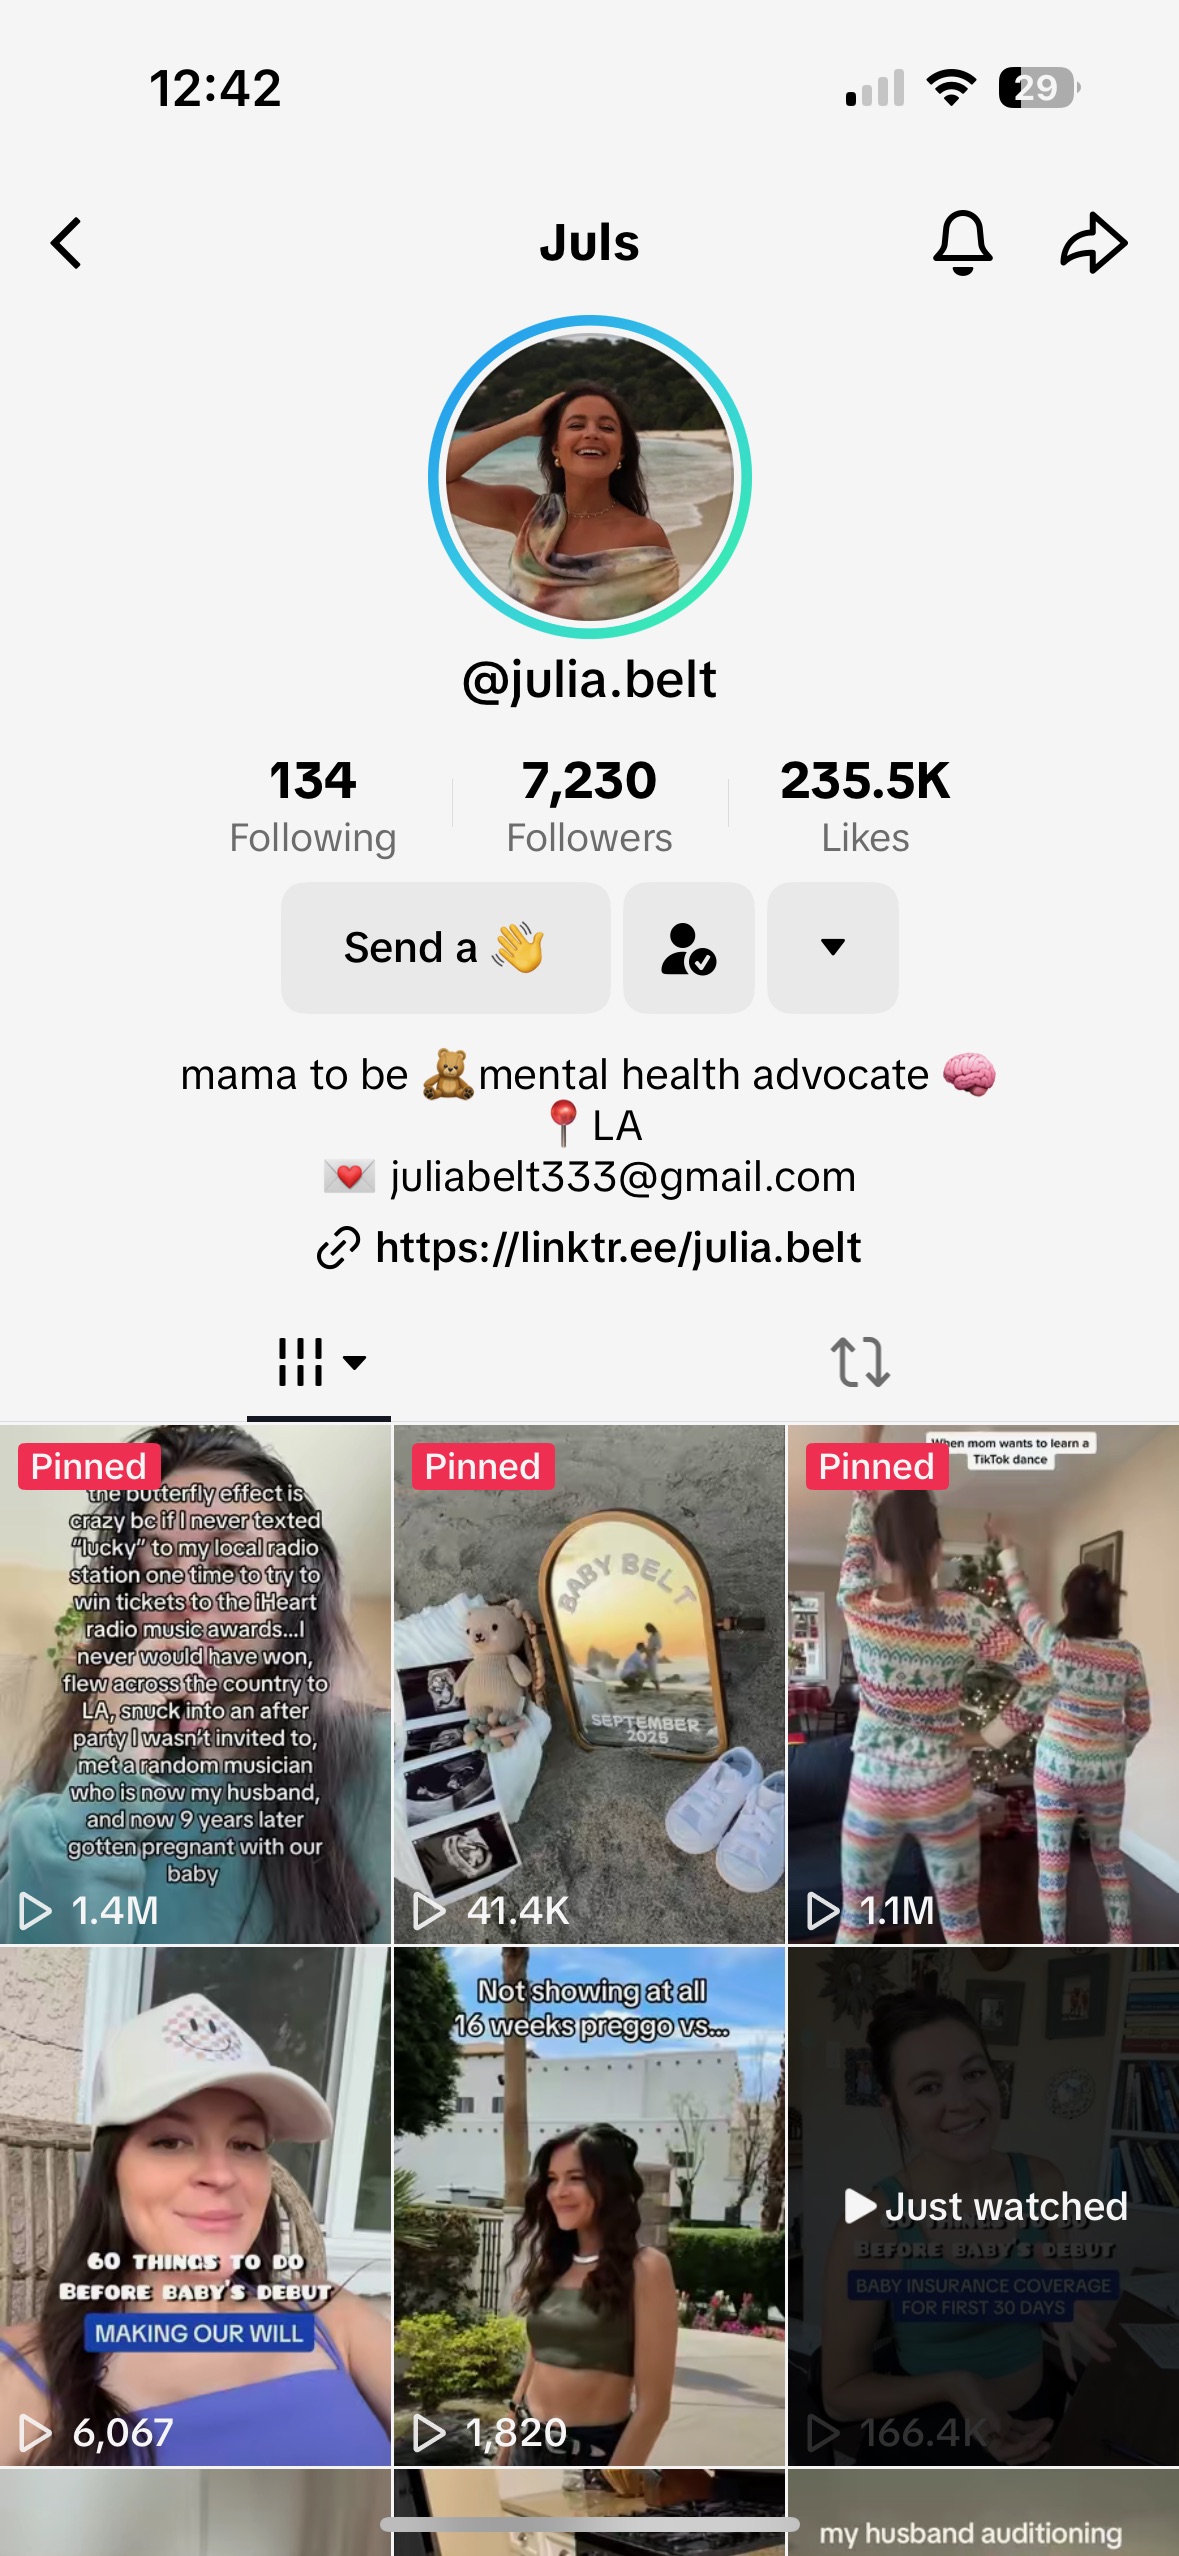 12:42
29
Juls
@julia.belt
134
Following
7,230
Followers
235.5K
Likes
Send a 👋
mama to be 🧸mental health advocate 🧠
📍LA
💌 juliabelt333@gmail.com
https://linktr.ee/julia.belt
Pinned
the butterfly effect is
crazy bc if I never texted
“lucky” to my local radio
station one time to try to
win tickets to the iHeart
radio music awards...I
never would have won,
flew across the country to
LA, snuck into an after
party I wasn't invited to,
met a random musician
who is now my husband,
and now 9 years later
gotten pregnant with our
baby
1.4M
Pinned
BABY BELT
SEPTEMBER
2025
41.4K
Pinned
When mom wants to learn a
TikTok dance
1.1M
60 THINGS TO DO
BEFORE BABY'S DEBUT
MAKING OUR WILL
6,067
Not showing at all
16 weeks preggo vs...
1,820
Just watched
60 THINGS TO DO
BEFORE BABY'S DEBUT
BABY INSURANCE COVERAGE
FOR FIRST 30 DAYS
166.4K
my husband auditioning